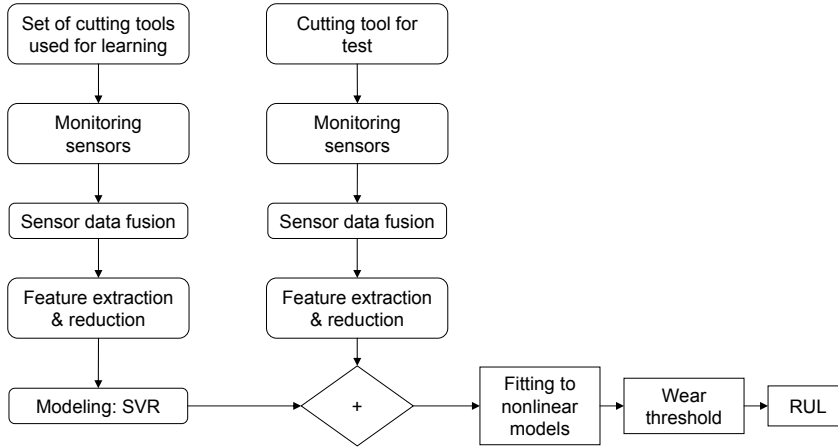 Set of cutting tools
used for learning
Monitoring
sensors
Sensor data fusion
Feature extraction
& reduction
Modeling: SVR
Cutting tool for
test
Monitoring
sensors
Sensor data fusion
Feature extraction
& reduction
+
Fitting to
nonlinear
models
Wear
threshold
RUL